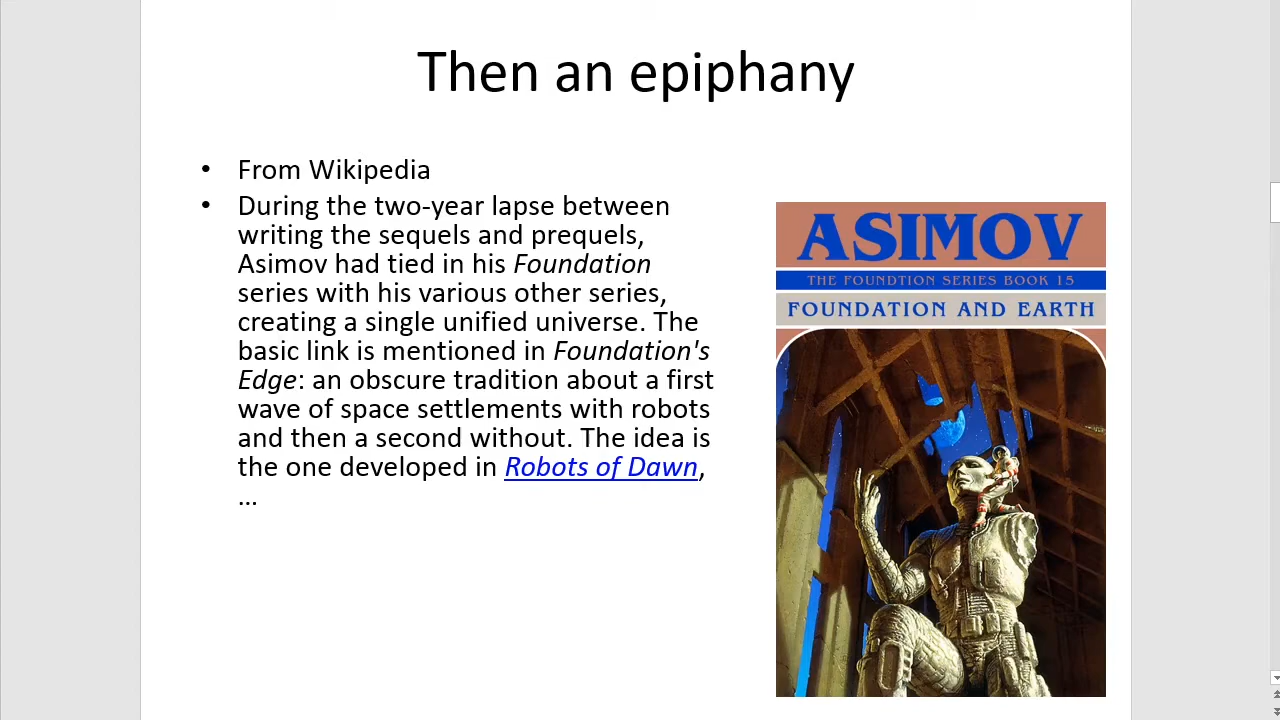 Then an epiphany
• From Wikipedia
• During the two-year lapse between
writing the sequels and prequels,
Asimov had tied in his Foundation
series with his various other series,
creating a single unified universe. The
basic link is mentioned in Foundation's
Edge: an obscure tradition about a first
wave of space settlements with robots
and then a second without. The idea is
the one developed in Robots of Dawn,
...
ASIMOV
THE FOUNDTION SERIES BOOK 15
FOUNDATION AND EARTH